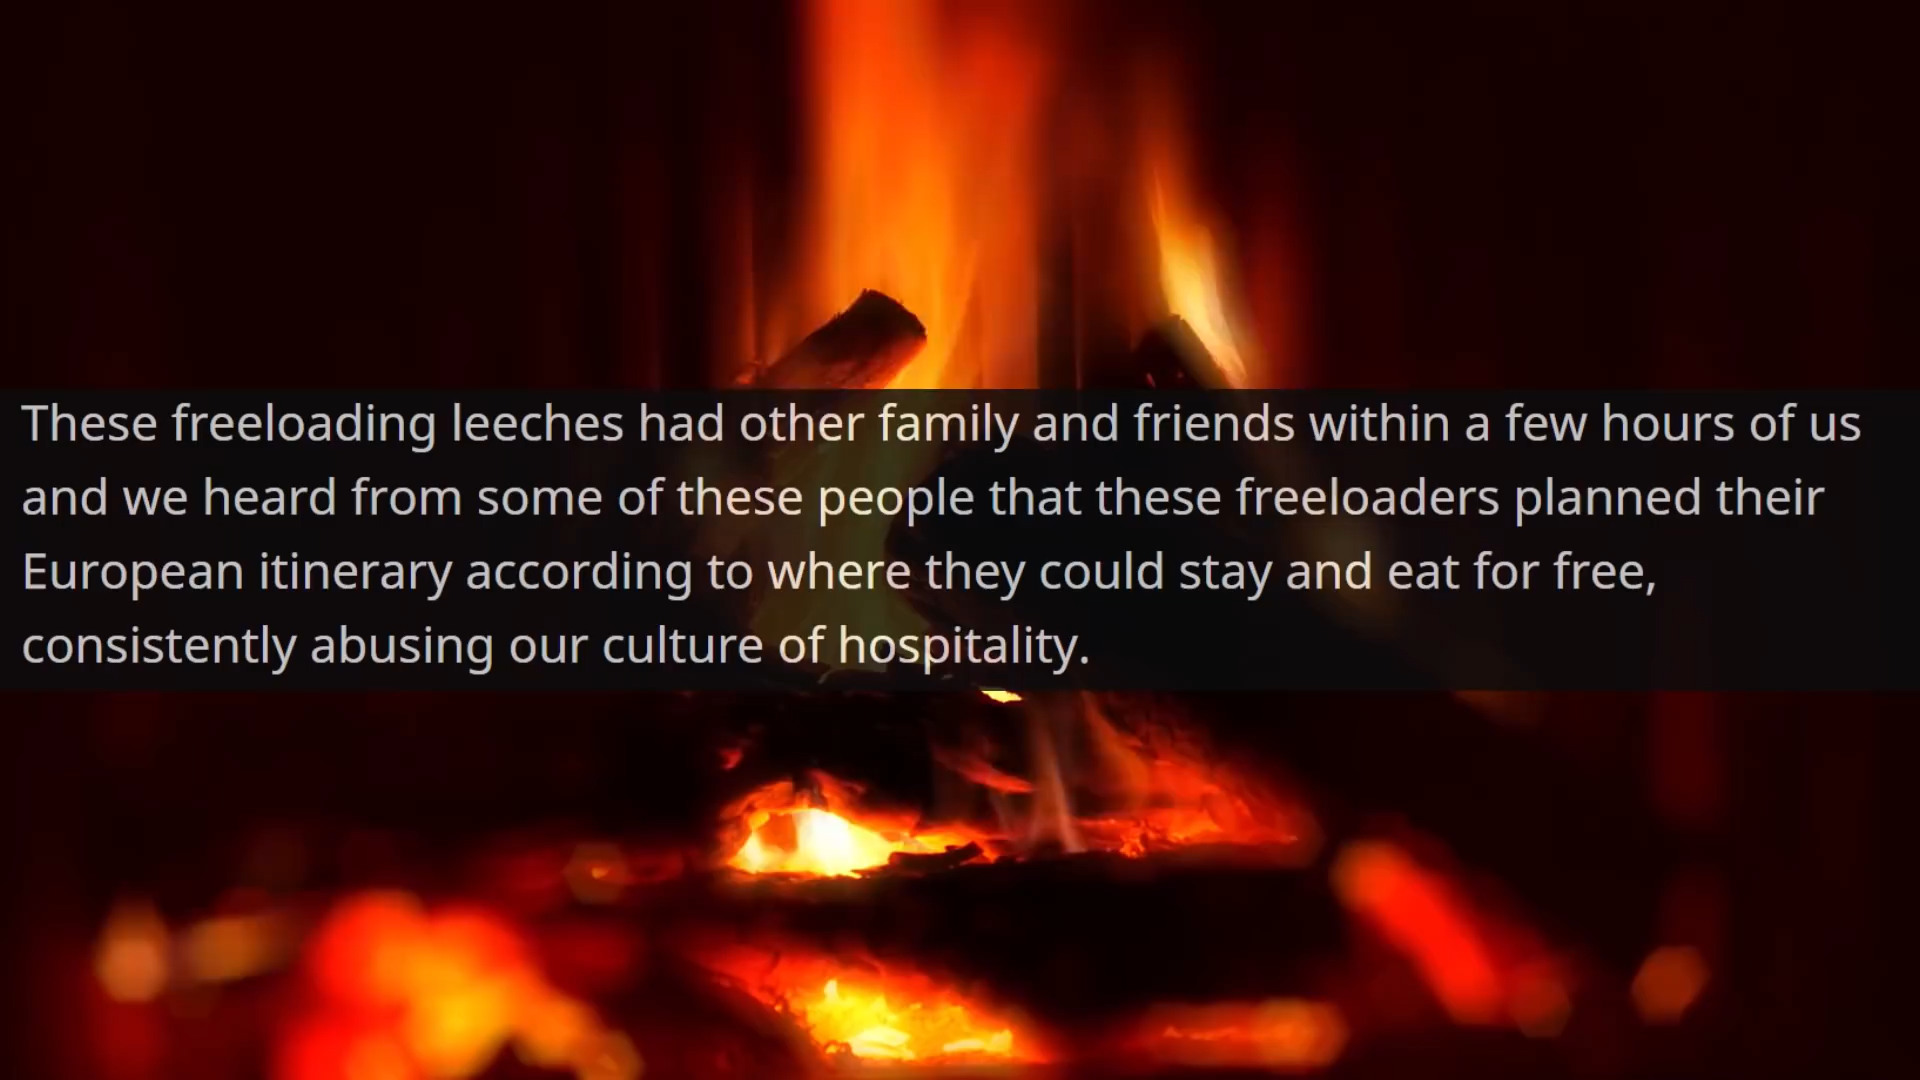 These freeloading leeches had other family and friends within a few hours of us
and we heard from some of these people that these freeloaders planned their
European itinerary according to where they could stay and eat for free,
consistently abusing our culture of hospitality.